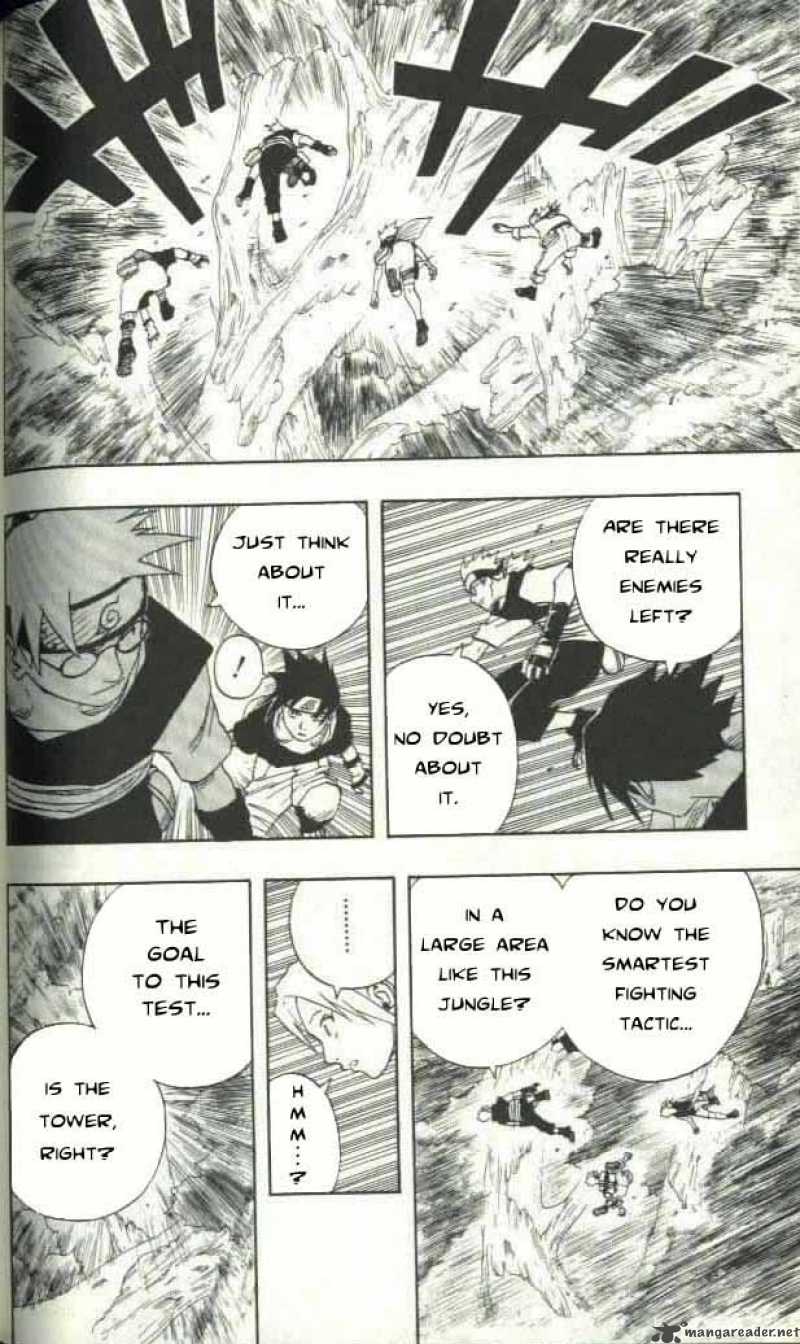 ARE THERE
REALLY
ENEMIES
LEFT?
YES,
NO DOUBT
ABOUT
IT.
JUST THINK
ABOUT
IT...
!
DO YOU
KNOW THE
SMARTEST
FIGHTING
TACTIC...
IN A
LARGE AREA
LIKE THIS
JUNGLE?
.........
HMM...?
THE
GOAL
TO THIS
TEST...
IS THE
TOWER,
RIGHT?
mangareader.net